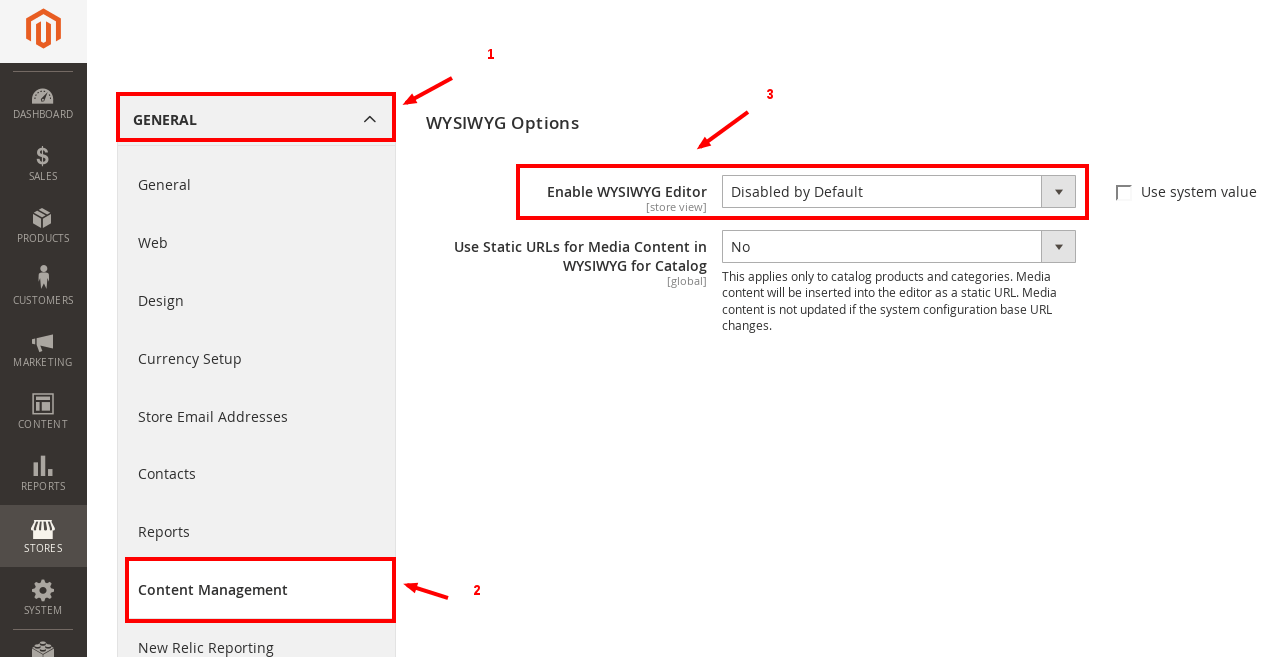 DASHBOARD
SALES
PRODUCTS
CUSTOMERS
MARKETING
CONTENT
REPORTS
STORES
SYSTEM
1
GENERAL
General
Web
Design
Currency Setup
Store Email Addresses
Contacts
Reports
Content Management
2
New Relic Reporting
3
WYSIWYG Options
Enable WYSIWYG Editor
[store view]
Disabled by Default
Use system value
Use Static URLs for Media Content in
WYSIWYG for Catalog
[global]
No
This applies only to catalog products and categories. Media
content will be inserted into the editor as a static URL. Media
content is not updated if the system configuration base URL
changes.